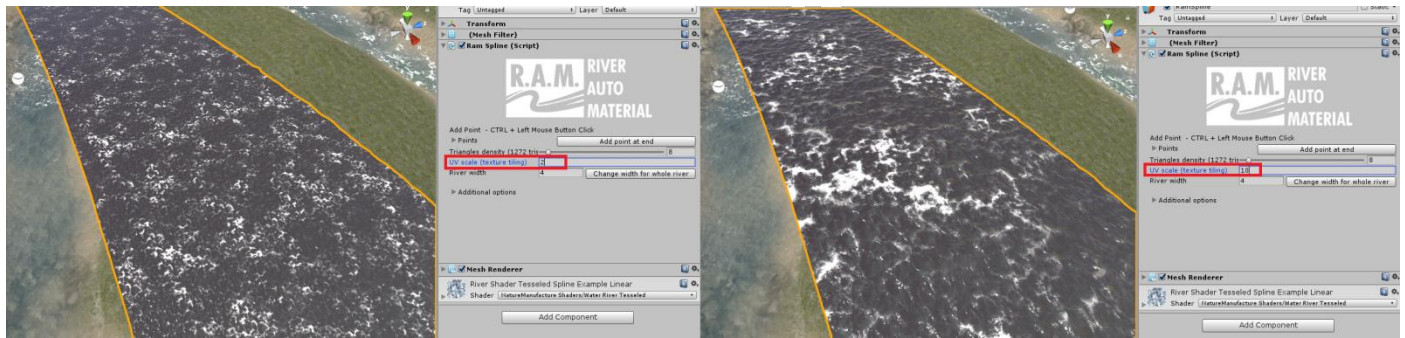 Tag Untagged Layer Default
Transform
(Mesh Filter)
Ram Spline (Script)
R.A.M. RIVER
AUTO
MATERIAL
Add Point - CTRL + Left Mouse Button Click
Points Add point at end
Triangles density (1272 tris 8
UV scale (texture tiling) 2
River width 4 Change width for whole river
Additional options
Mesh Renderer
River Shader Tesseled Spline Example Linear
Shader NatureManufacture Shaders/Water River Tesseled
Add Component
RamSpline Static
Tag Untagged Layer Default
Transform
(Mesh Filter)
Ram Spline (Script)
R.A.M. RIVER
AUTO
MATERIAL
Add Point - CTRL + Left Mouse Button Click
Points Add point at end
Triangles density (1272 tris 8
UV scale (texture tiling) 10
River width 4 Change width for whole river
Additional options
Mesh Renderer
River Shader Tesseled Spline Example Linear
Shader NatureManufacture Shaders/Water River Tesseled
Add Component